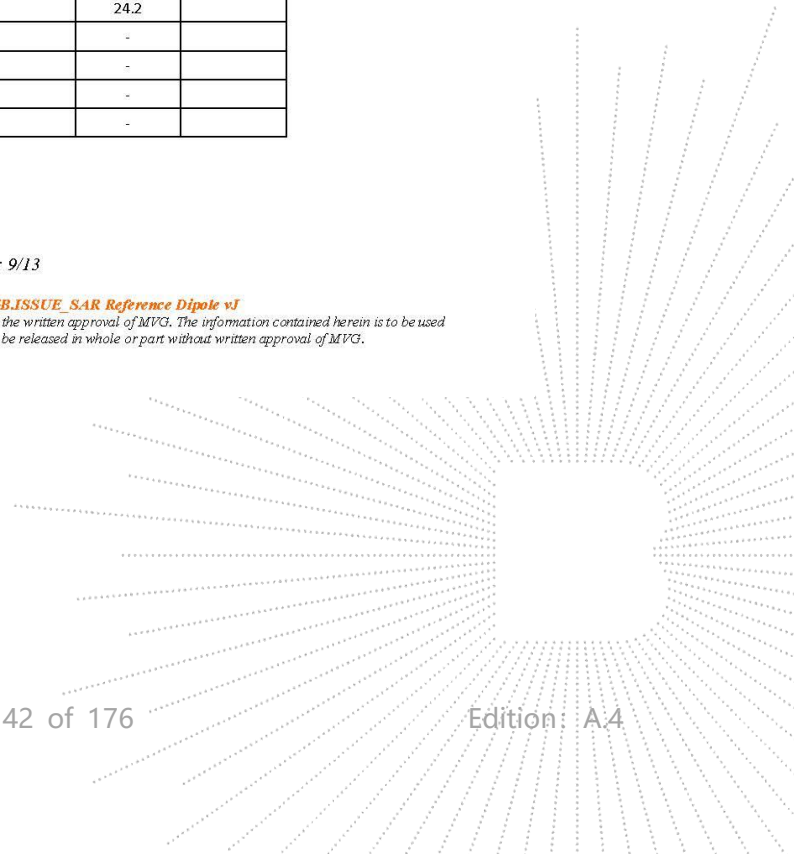 24.2
-
-
-
-
: 9/13
B.ISSUE_SAR Reference Dipole vJ
the written approval of MVG. The information contained herein is to be used
be released in whole or part without written approval of MVG.
42 of 176
Edition: A.4